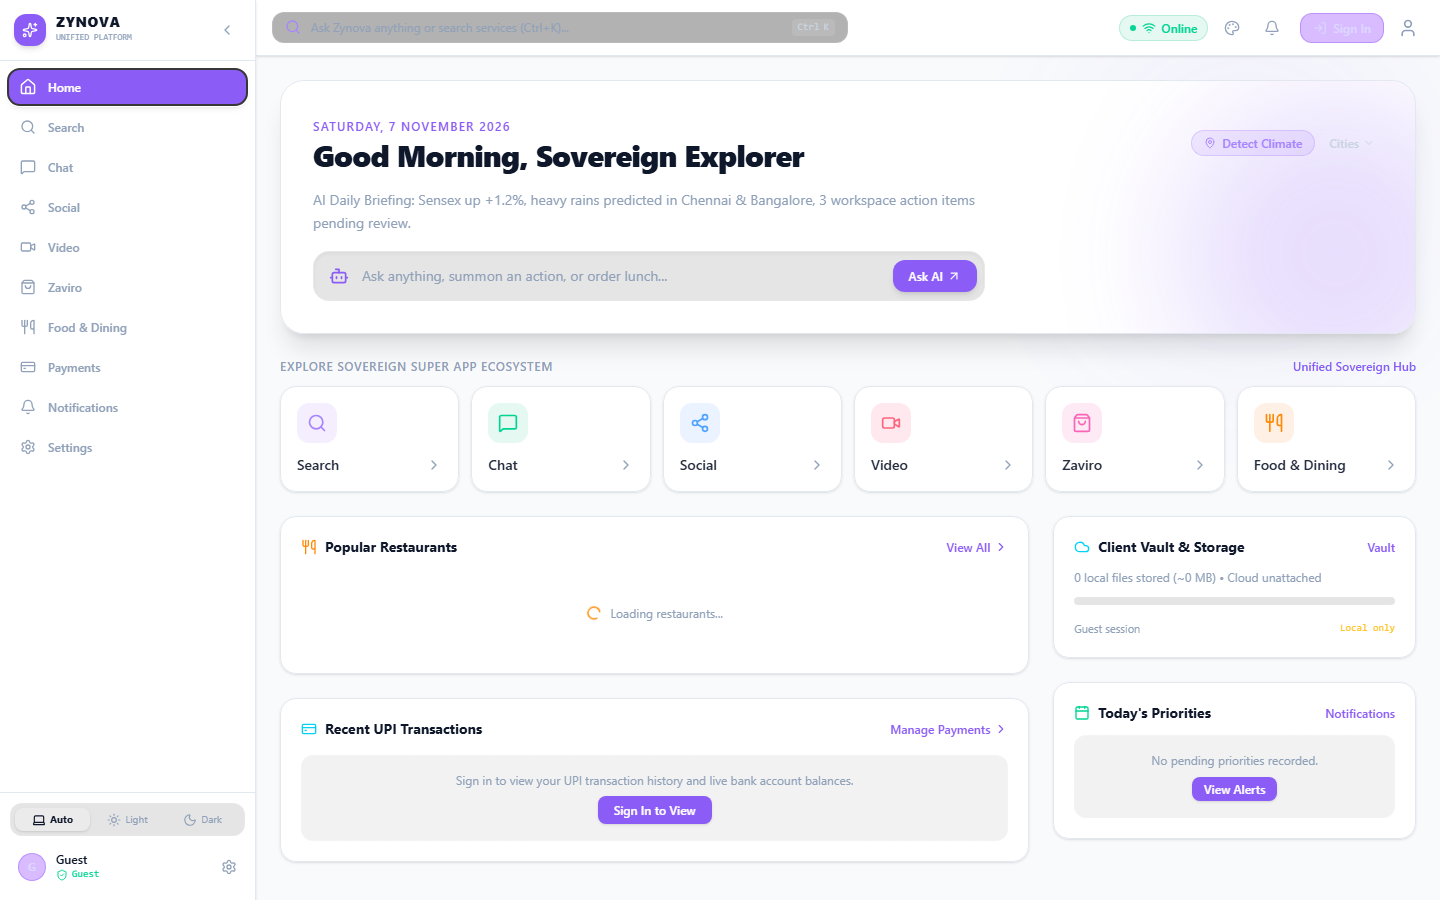 ZYNOVA
UNIFIED PLATFORM
Home
Search
Chat
Social
Video
Zaviro
Food & Dining
Payments
Notifications
Settings
Auto
Light
Dark
G
Guest
Guest
Ask Zynova anything or search services (Ctrl+K)...
Ctrl K
Online
Sign In
SATURDAY, 7 NOVEMBER 2026
Good Morning, Sovereign Explorer
Detect Climate
Cities
AI Daily Briefing: Sensex up +1.2%, heavy rains predicted in Chennai & Bangalore, 3 workspace action items
pending review.
Ask anything, summon an action, or order lunch...
Ask AI
EXPLORE SOVEREIGN SUPER APP ECOSYSTEM
Unified Sovereign Hub
Search
Chat
Social
Video
Zaviro
Food & Dining
Popular Restaurants
View All
Loading restaurants...
Recent UPI Transactions
Manage Payments
Sign in to view your UPI transaction history and live bank account balances.
Sign In to View
Client Vault & Storage
Vault
0 local files stored (~0 MB) • Cloud unattached
Guest session
Local only
Today's Priorities
Notifications
No pending priorities recorded.
View Alerts